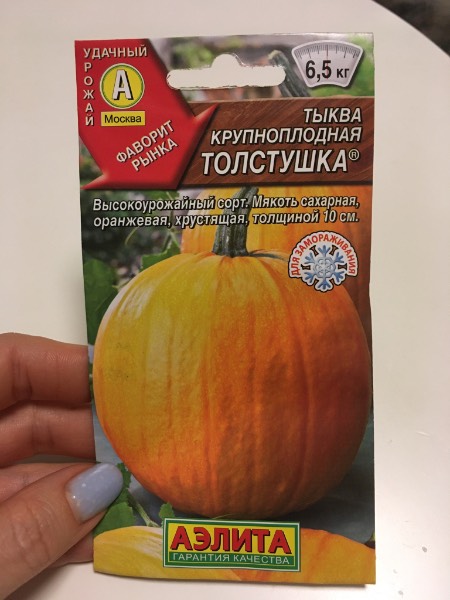 УДАЧНЫЙ
УРОЖАЙ
А
Москва
ФАВОРИТ
РЫНКА
6,5 кг
ТЫКВА
КРУПНОПЛОДНАЯ
ТОЛСТУШКА®
Высокоурожайный сорт. Мякоть сахарная,
оранжевая, хрустящая, толщиной 10 см.
ДЛЯ ЗАМОРАЖИВАНИЯ
АЭЛИТА
ГАРАНТИЯ КАЧЕСТВА